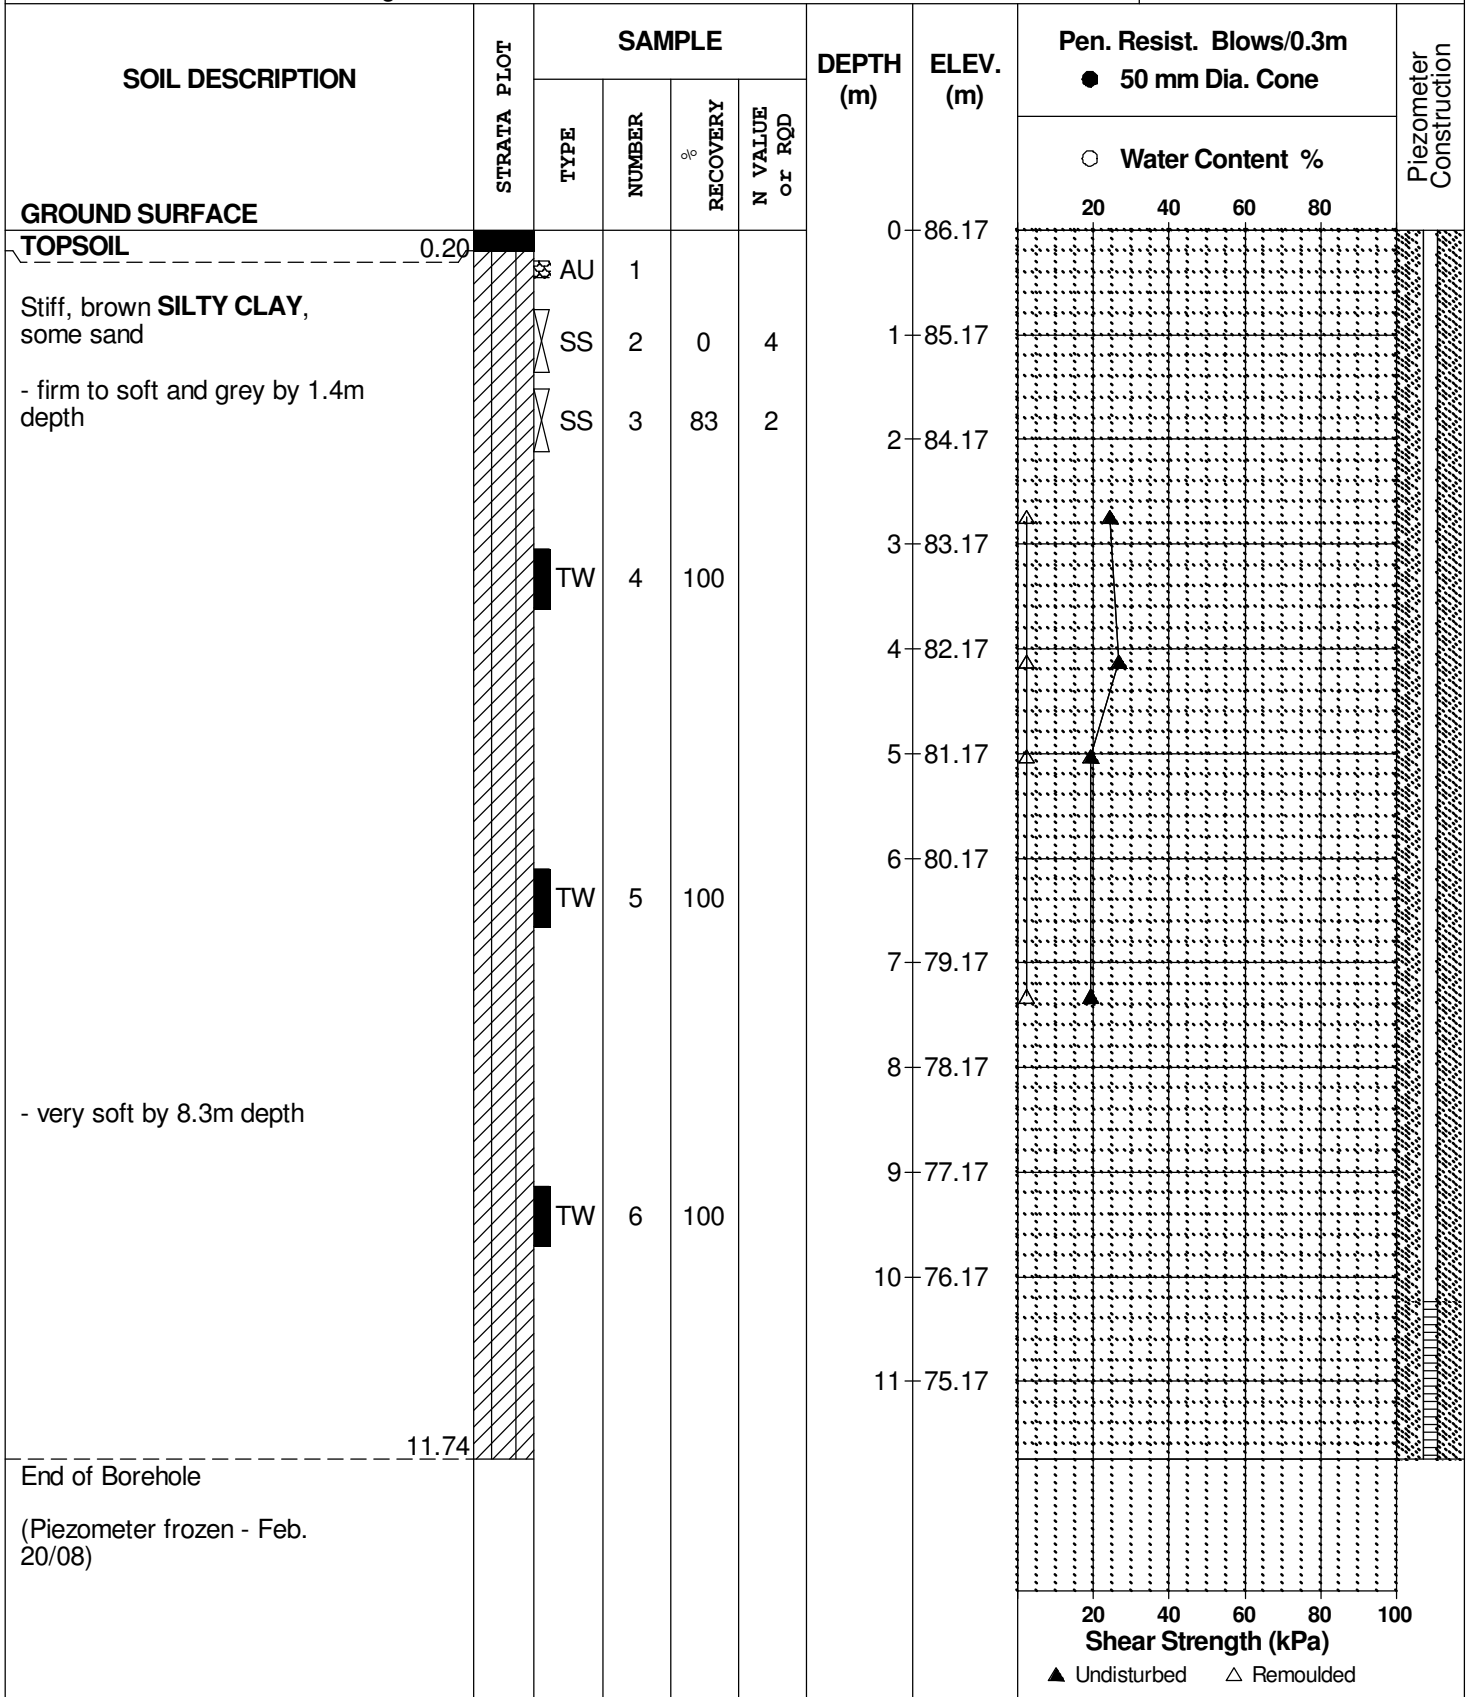 SOIL DESCRIPTION
GROUND SURFACE
STRATA PLOT
SAMPLE
TYPE
NUMBER
%
RECOVERY
N VALUE
or RQD
DEPTH
(m)
ELEV.
(m)
Pen. Resist. Blows/0.3m
● 50 mm Dia. Cone
○ Water Content %
20 40 60 80
Piezometer
Construction
TOPSOIL 0.20
0 86.17
AU 1
Stiff, brown SILTY CLAY,
some sand
SS 2 0 4
1 85.17
- firm to soft and grey by 1.4m
depth
SS 3 83 2
2 84.17
3 83.17
TW 4 100
4 82.17
5 81.17
6 80.17
TW 5 100
7 79.17
8 78.17
- very soft by 8.3m depth
9 77.17
TW 6 100
10 76.17
11 75.17
11.74
End of Borehole
(Piezometer frozen - Feb.
20/08)
20 40 60 80 100
Shear Strength (kPa)
▲ Undisturbed △ Remoulded